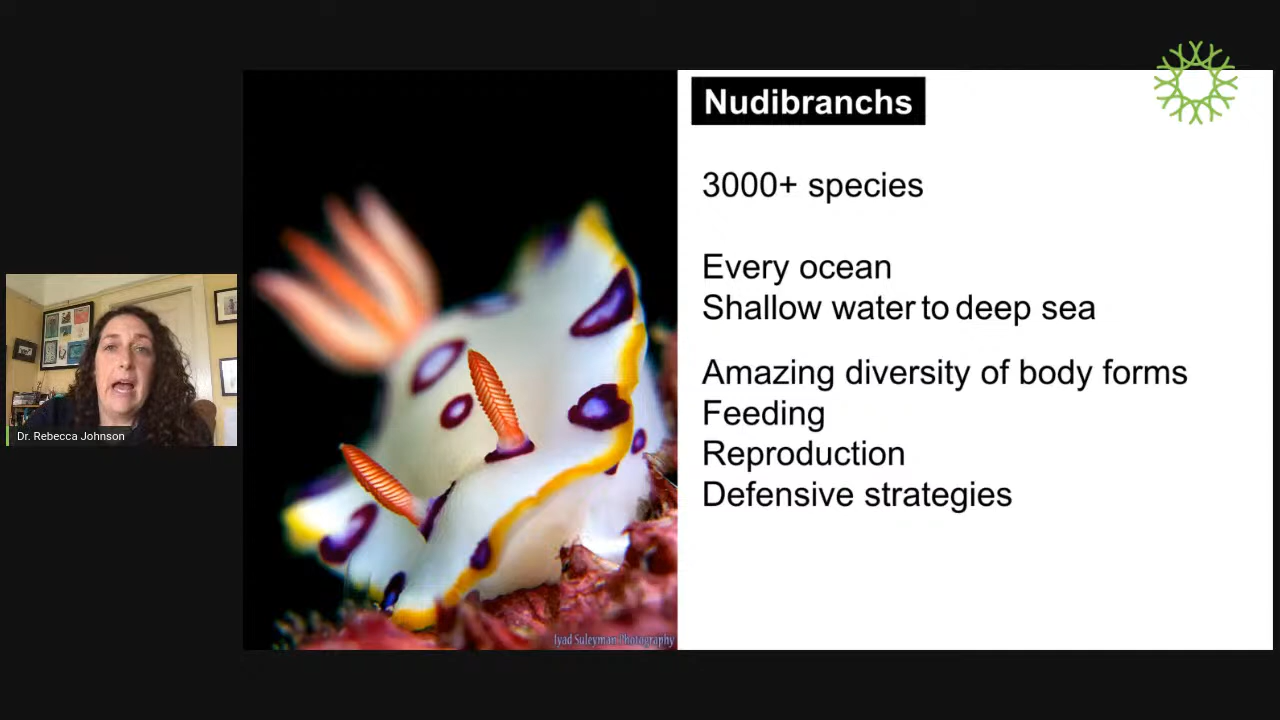 Nudibranchs
3000+ species
Every ocean
Shallow water to deep sea
Amazing diversity of body forms
Feeding
Reproduction
Defensive strategies
Dr. Rebecca Johnson
Iyad Suleyman Photography